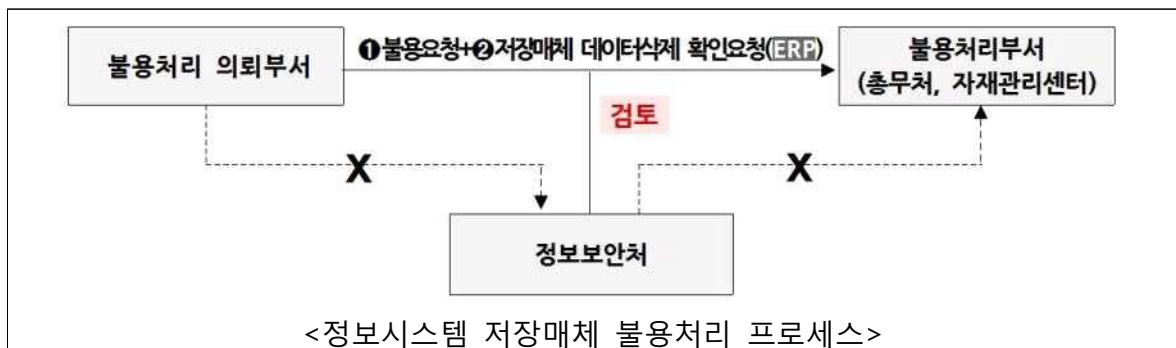 불용처리 의뢰부서
❶불용요청+❷저장매체 데이터삭제 확인요청(ERP)
불용처리부서
(총무처, 자재관리센터)
검토
X
X
정보보안처
<정보시스템 저장매체 불용처리 프로세스>